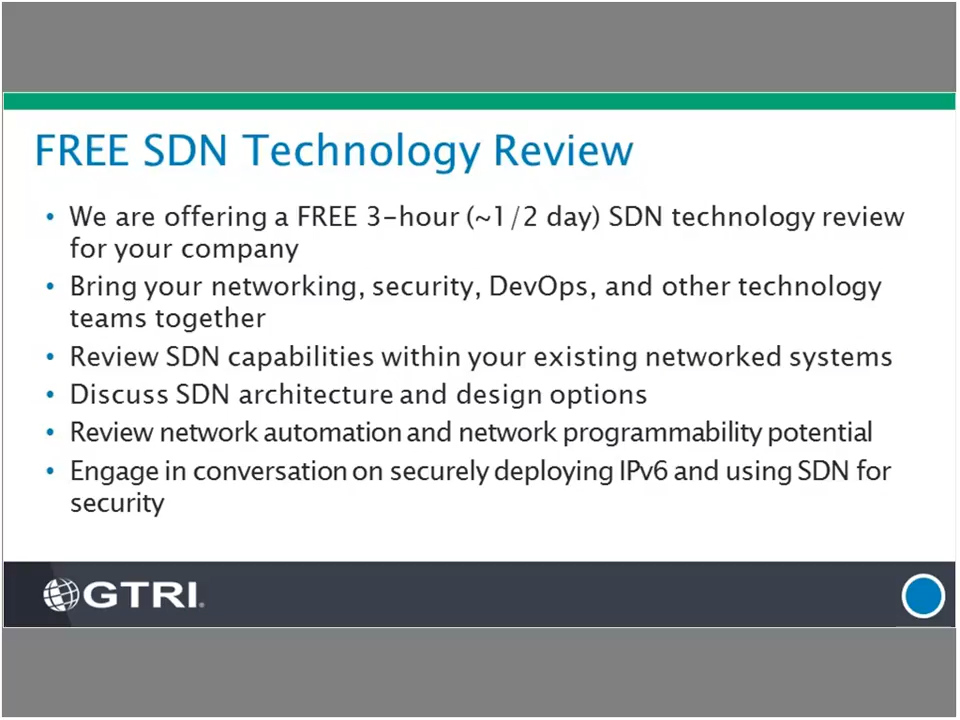 FREE SDN Technology Review
• We are offering a FREE 3-hour (~1/2 day) SDN technology review
for your company
• Bring your networking, security, DevOps, and other technology
teams together
• Review SDN capabilities within your existing networked systems
• Discuss SDN architecture and design options
• Review network automation and network programmability potential
• Engage in conversation on securely deploying IPv6 and using SDN for
security
GTRI